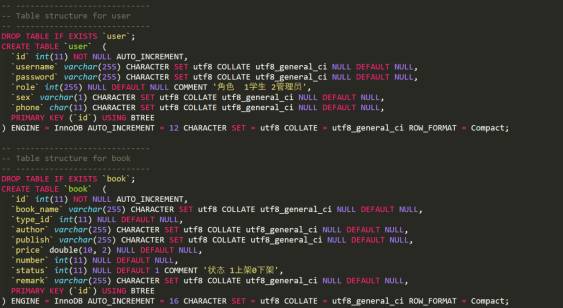 -- ----------------------------
-- Table structure for user
-- ----------------------------
DROP TABLE IF EXISTS `user`;
CREATE TABLE `user`  (
  `id` int(11) NOT NULL AUTO_INCREMENT,
  `username` varchar(255) CHARACTER SET utf8 COLLATE utf8_general_ci NULL DEFAULT NULL,
  `password` varchar(255) CHARACTER SET utf8 COLLATE utf8_general_ci NULL DEFAULT NULL,
  `role` int(255) NULL DEFAULT NULL COMMENT '角色  1学生 2管理员',
  `sex` varchar(1) CHARACTER SET utf8 COLLATE utf8_general_ci NULL DEFAULT NULL,
  `phone` char(11) CHARACTER SET utf8 COLLATE utf8_general_ci NULL DEFAULT NULL,
  PRIMARY KEY (`id`) USING BTREE
) ENGINE = InnoDB AUTO_INCREMENT = 12 CHARACTER SET = utf8 COLLATE = utf8_general_ci ROW_FORMAT = Compact;
-- ----------------------------
-- Table structure for book
-- ----------------------------
DROP TABLE IF EXISTS `book`;
CREATE TABLE `book`  (
  `id` int(11) NOT NULL AUTO_INCREMENT,
  `book_name` varchar(255) CHARACTER SET utf8 COLLATE utf8_general_ci NULL DEFAULT NULL,
  `type_id` int(11) NULL DEFAULT NULL,
  `author` varchar(255) CHARACTER SET utf8 COLLATE utf8_general_ci NULL DEFAULT NULL,
  `publish` varchar(255) CHARACTER SET utf8 COLLATE utf8_general_ci NULL DEFAULT NULL,
  `price` double(10, 2) NULL DEFAULT NULL,
  `number` int(11) NULL DEFAULT NULL,
  `status` int(11) NULL DEFAULT 1 COMMENT '状态 1上架0下架',
  `remark` varchar(255) CHARACTER SET utf8 COLLATE utf8_general_ci NULL DEFAULT NULL,
  PRIMARY KEY (`id`) USING BTREE
) ENGINE = InnoDB AUTO_INCREMENT = 16 CHARACTER SET = utf8 COLLATE = utf8_general_ci ROW_FORMAT = Compact;